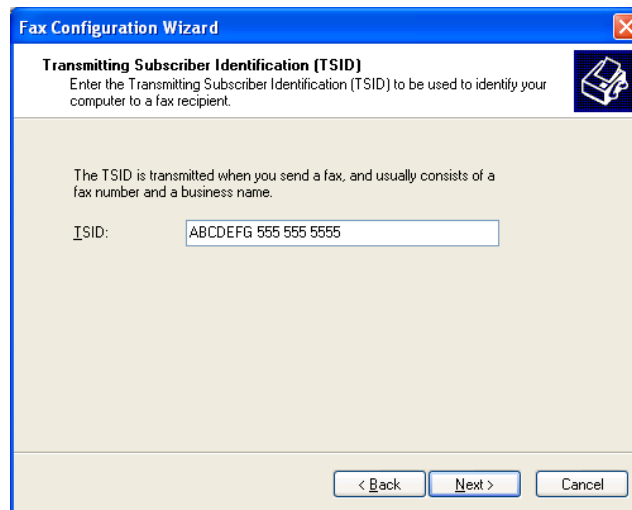 Fax Configuration Wizard
Transmitting Subscriber Identification (TSID)
Enter the Transmitting Subscriber Identification (TSID) to be used to identify your
computer to a fax recipient.
The TSID is transmitted when you send a fax, and usually consists of a
fax number and a business name.
TSID: ABCDEFG 555 555 5555
< Back Next > Cancel